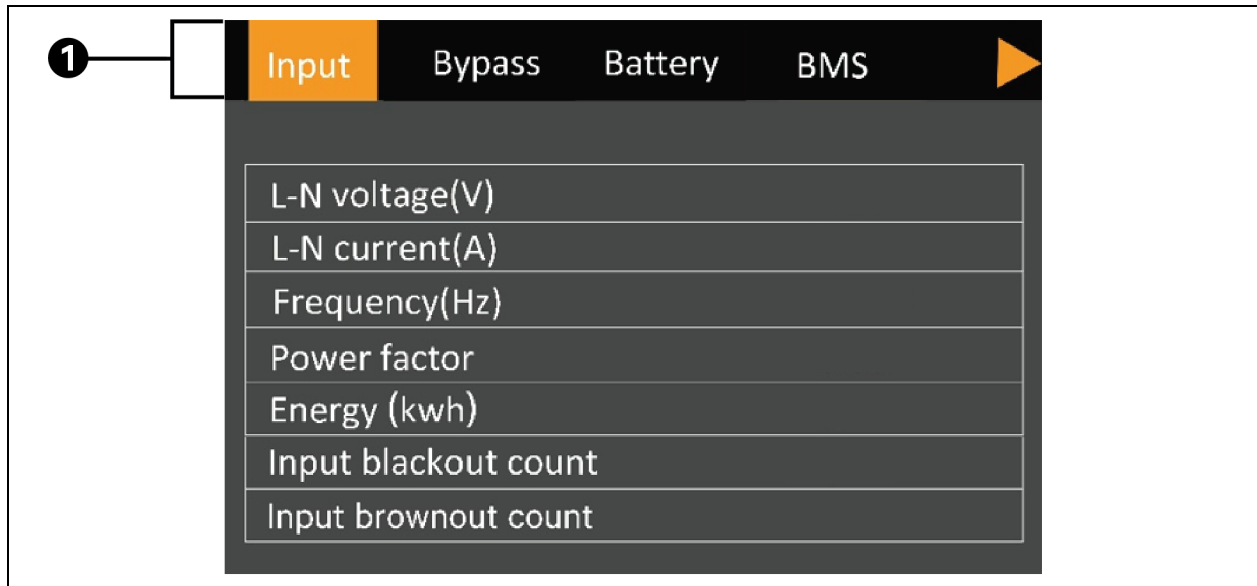 1
Input Bypass Battery BMS
L-N voltage(V)
L-N current(A)
Frequency(Hz)
Power factor
Energy (kwh)
Input blackout count
Input brownout count